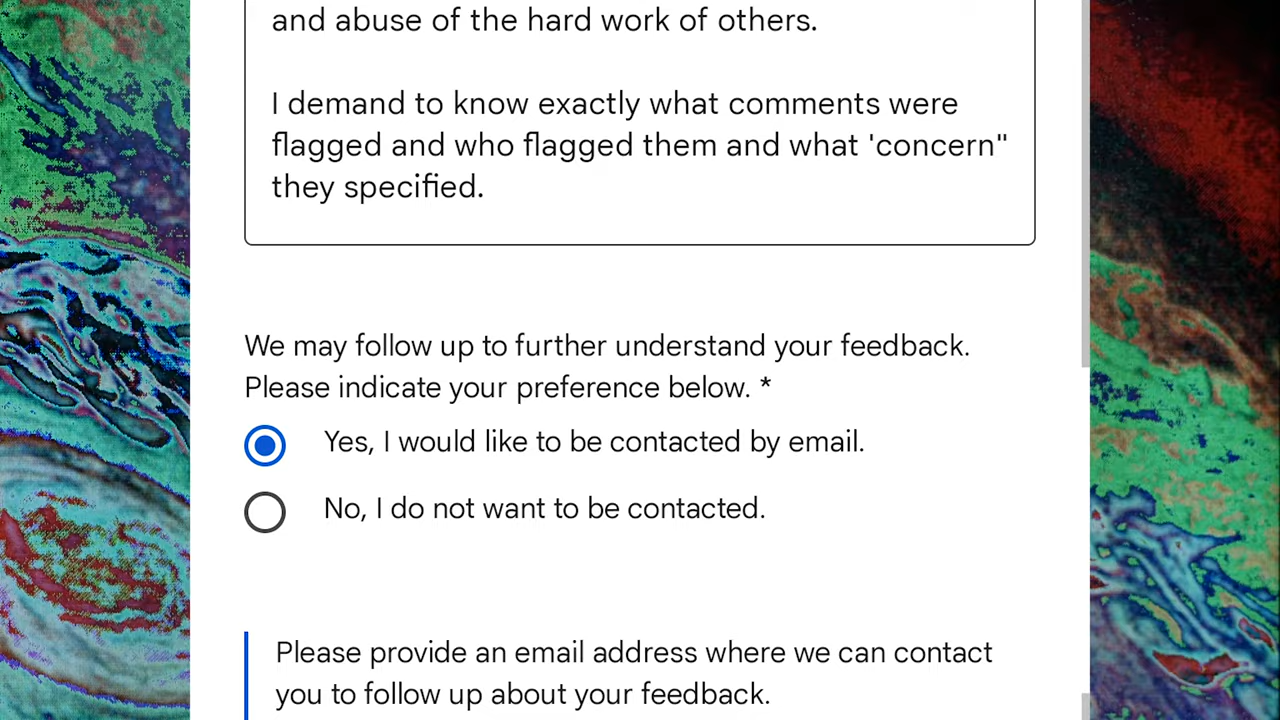 and abuse of the hard work of others.
I demand to know exactly what comments were
flagged and who flagged them and what 'concern"
they specified.
We may follow up to further understand your feedback.
Please indicate your preference below. *
Yes, I would like to be contacted by email.
No, I do not want to be contacted.
Please provide an email address where we can contact
you to follow up about your feedback.